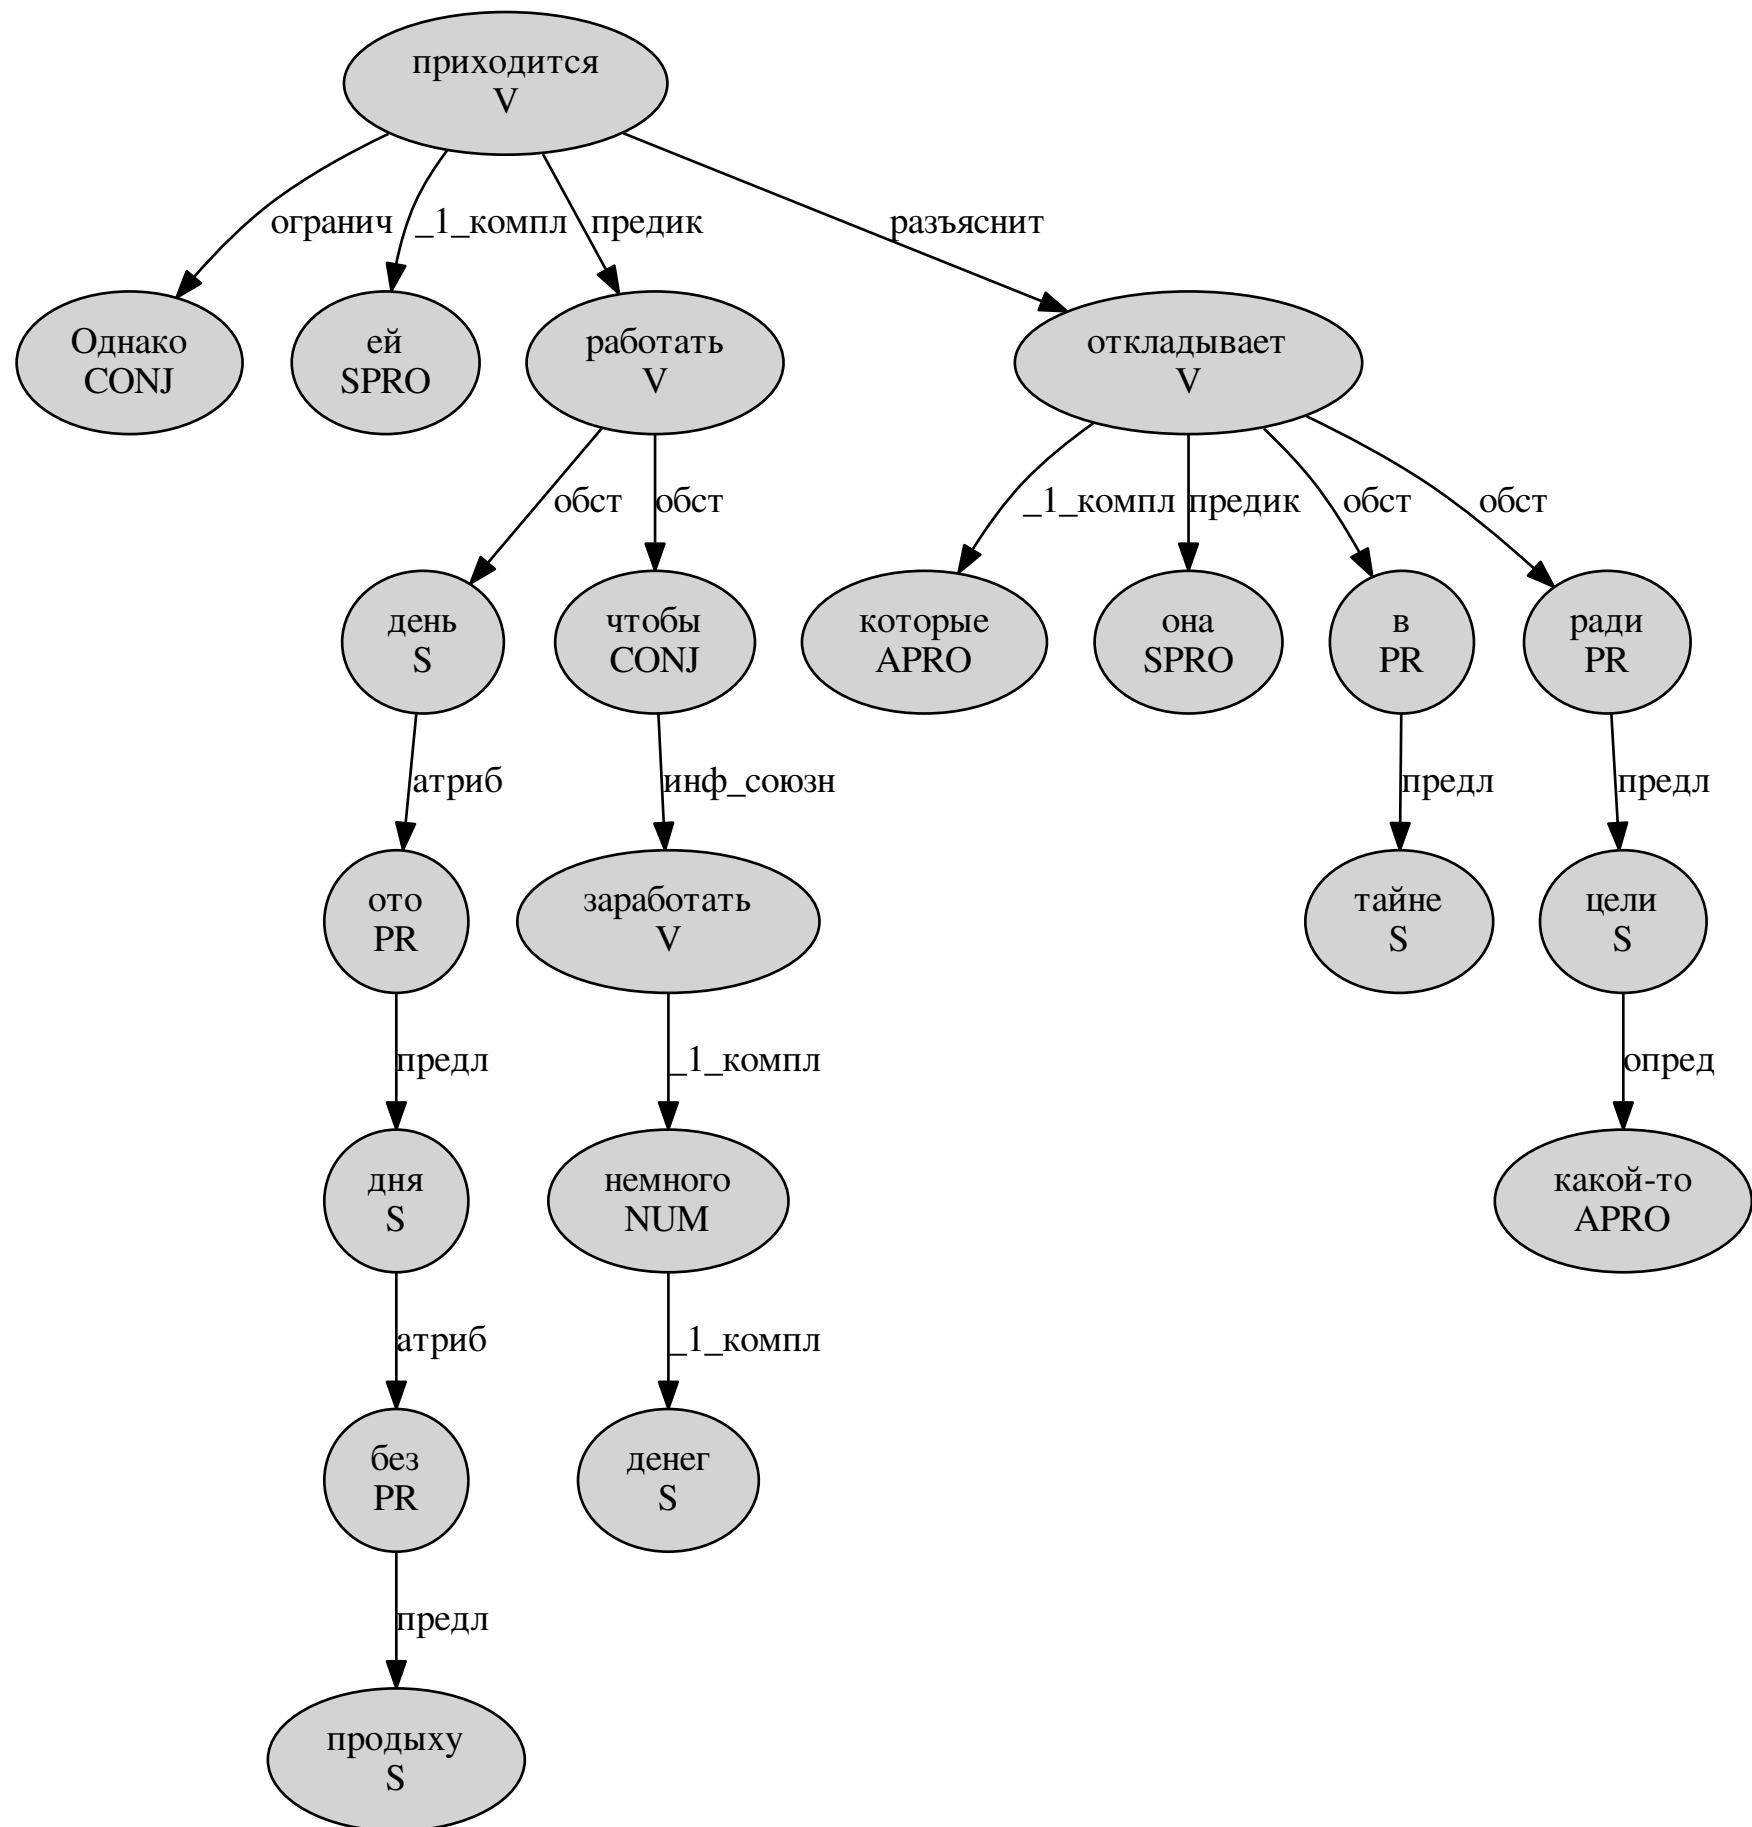 приходится
V
огранич
_1_компл
предик
разъяснит
Однако
CONJ
ей
SPRO
работать
V
откладывает
V
обст
обст
_1_компл
предик
обст
обст
день
S
чтобы
CONJ
которые
APRO
она
SPRO
в
PR
ради
PR
атриб
инф_союзн
предл
предл
ото
PR
заработать
V
тайне
S
цели
S
предл
_1_компл
опред
дня
S
немного
NUM
какой-то
APRO
атриб
_1_компл
без
PR
денег
S
предл
продыху
S